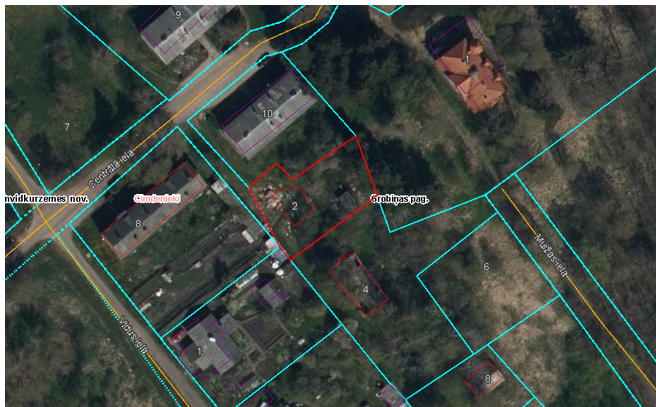 9
1
10
7
Centrālā iela
nvidkurzemes nov.
Cimdenieki
2
Grobiņas pag.
8
Muižas iela
6
4
Vidus iela
1
8